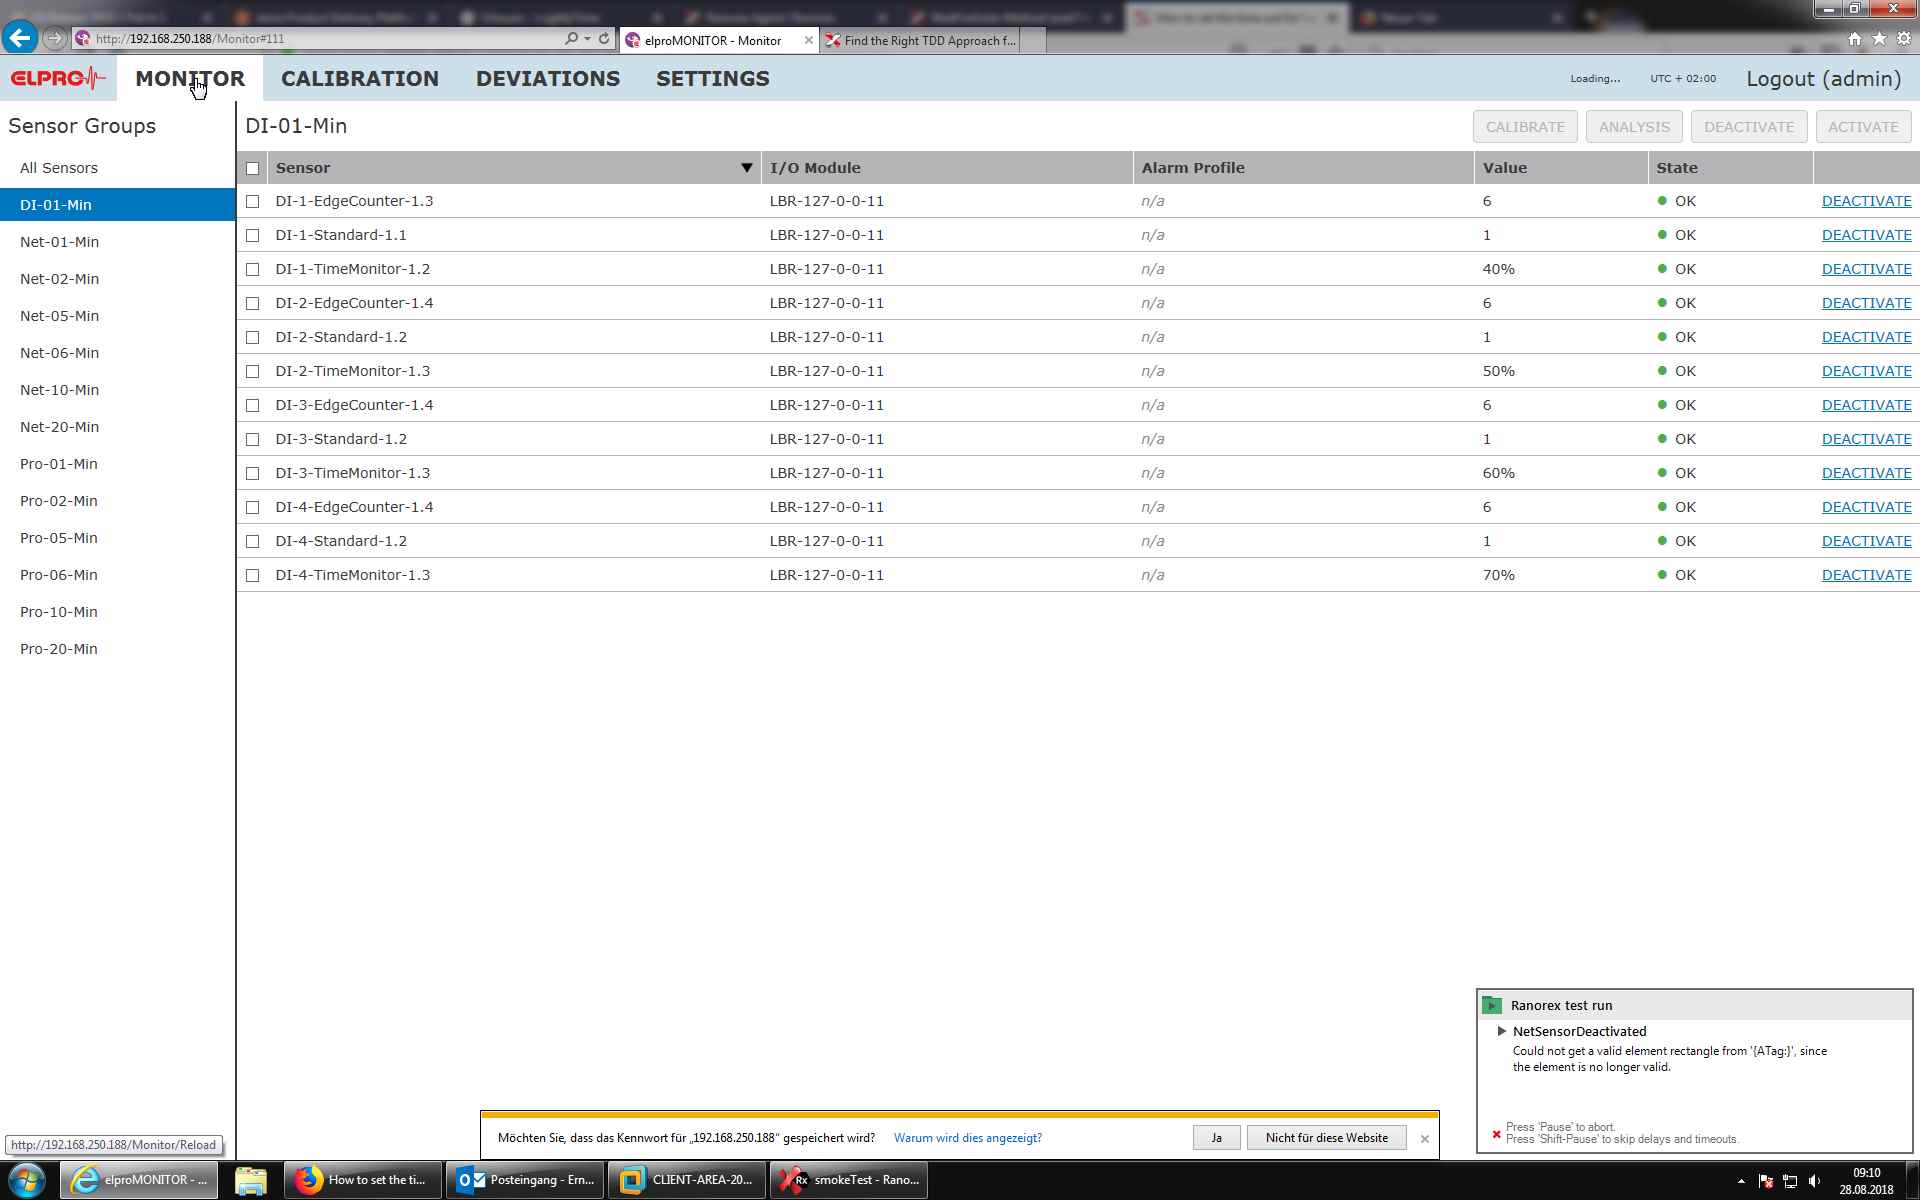 http://192.168.250.188/Monitor#111
elproMONITOR - Monitor
Find the Right TDD Approach f...
ELPRO
MONITOR
CALIBRATION
DEVIATIONS
SETTINGS
Loading...
UTC + 02:00
Logout (admin)
Sensor Groups
All Sensors
DI-01-Min
Net-01-Min
Net-02-Min
Net-05-Min
Net-06-Min
Net-10-Min
Net-20-Min
Pro-01-Min
Pro-02-Min
Pro-05-Min
Pro-06-Min
Pro-10-Min
Pro-20-Min
DI-01-Min
CALIBRATE
ANALYSIS
DEACTIVATE
ACTIVATE
Sensor I/O Module Alarm Profile Value State
DI-1-EdgeCounter-1.3 LBR-127-0-0-11 n/a 6 OK DEACTIVATE
DI-1-Standard-1.1 LBR-127-0-0-11 n/a 1 OK DEACTIVATE
DI-1-TimeMonitor-1.2 LBR-127-0-0-11 n/a 40% OK DEACTIVATE
DI-2-EdgeCounter-1.4 LBR-127-0-0-11 n/a 6 OK DEACTIVATE
DI-2-Standard-1.2 LBR-127-0-0-11 n/a 1 OK DEACTIVATE
DI-2-TimeMonitor-1.3 LBR-127-0-0-11 n/a 50% OK DEACTIVATE
DI-3-EdgeCounter-1.4 LBR-127-0-0-11 n/a 6 OK DEACTIVATE
DI-3-Standard-1.2 LBR-127-0-0-11 n/a 1 OK DEACTIVATE
DI-3-TimeMonitor-1.3 LBR-127-0-0-11 n/a 60% OK DEACTIVATE
DI-4-EdgeCounter-1.4 LBR-127-0-0-11 n/a 6 OK DEACTIVATE
DI-4-Standard-1.2 LBR-127-0-0-11 n/a 1 OK DEACTIVATE
DI-4-TimeMonitor-1.3 LBR-127-0-0-11 n/a 70% OK DEACTIVATE
Ranorex test run
NetSensorDeactivated
Could not get a valid element rectangle from '{ATag:}', since
the element is no longer valid.
Press 'Pause' to abort.
Press 'Shift-Pause' to skip delays and timeouts.
Möchten Sie, dass das Kennwort für „192.168.250.188“ gespeichert wird?
Warum wird dies angezeigt?
Ja
Nicht für diese Website
http://192.168.250.188/Monitor/Reload
elproMONITOR - ...
How to set the ti...
Posteingang - Ern...
CLIENT-AREA-20...
smokeTest - Rano...
09:10
28.08.2018